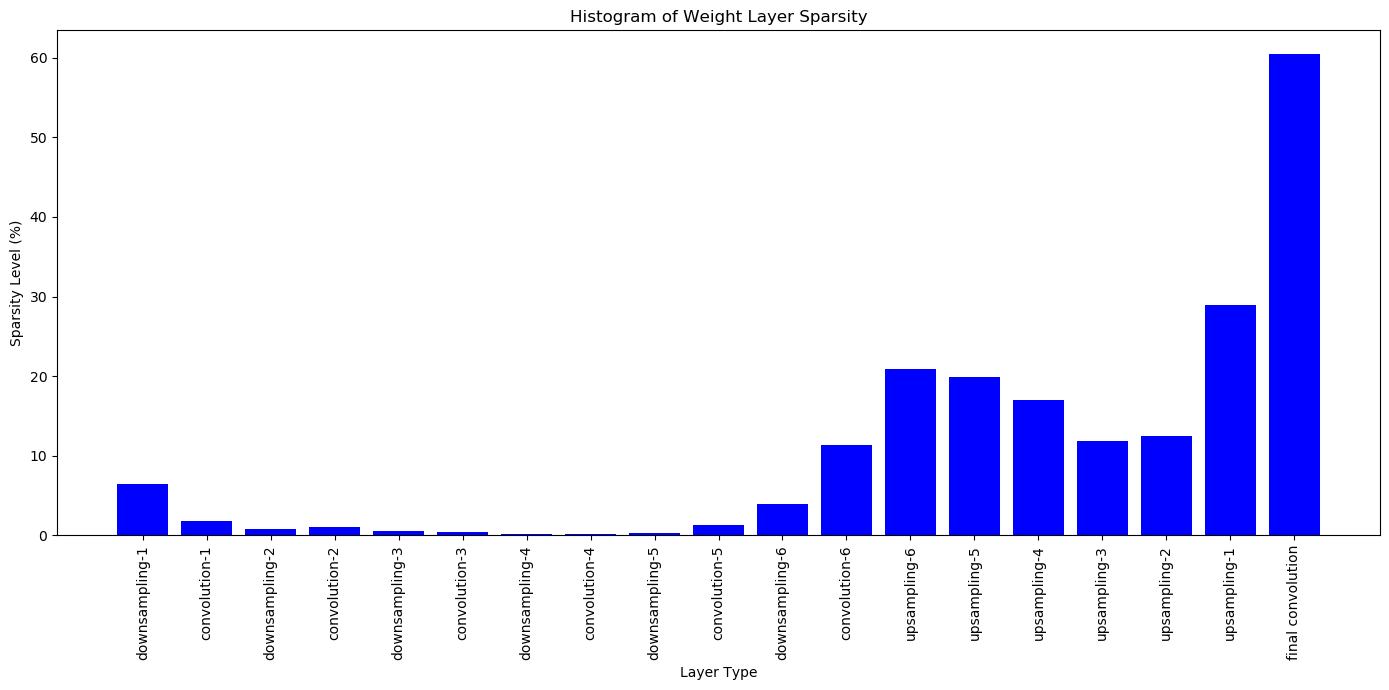 Histogram of Weight Layer Sparsity
Sparsity Level (%)
60
50
40
30
20
10
0
downsampling-1
convolution-1
downsampling-2
convolution-2
downsampling-3
convolution-3
downsampling-4
convolution-4
downsampling-5
convolution-5
downsampling-6
convolution-6
upsampling-6
upsampling-5
upsampling-4
upsampling-3
upsampling-2
upsampling-1
final convolution
Layer Type